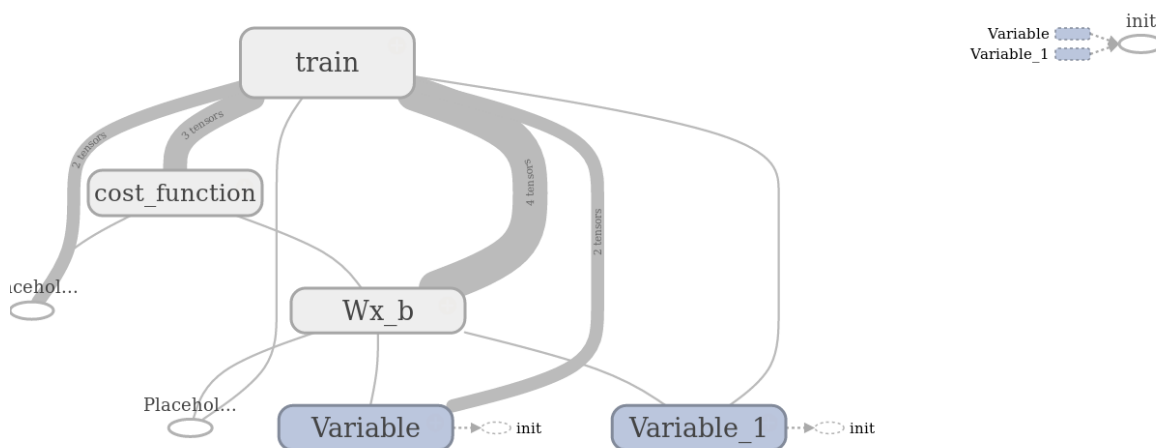 init
Variable
Variable_1
train
2 tensors
3 tensors
cost_function
4 tensors
2 tensors
acehol...
Wx_b
Placehol...
Variable
init
Variable_1
init